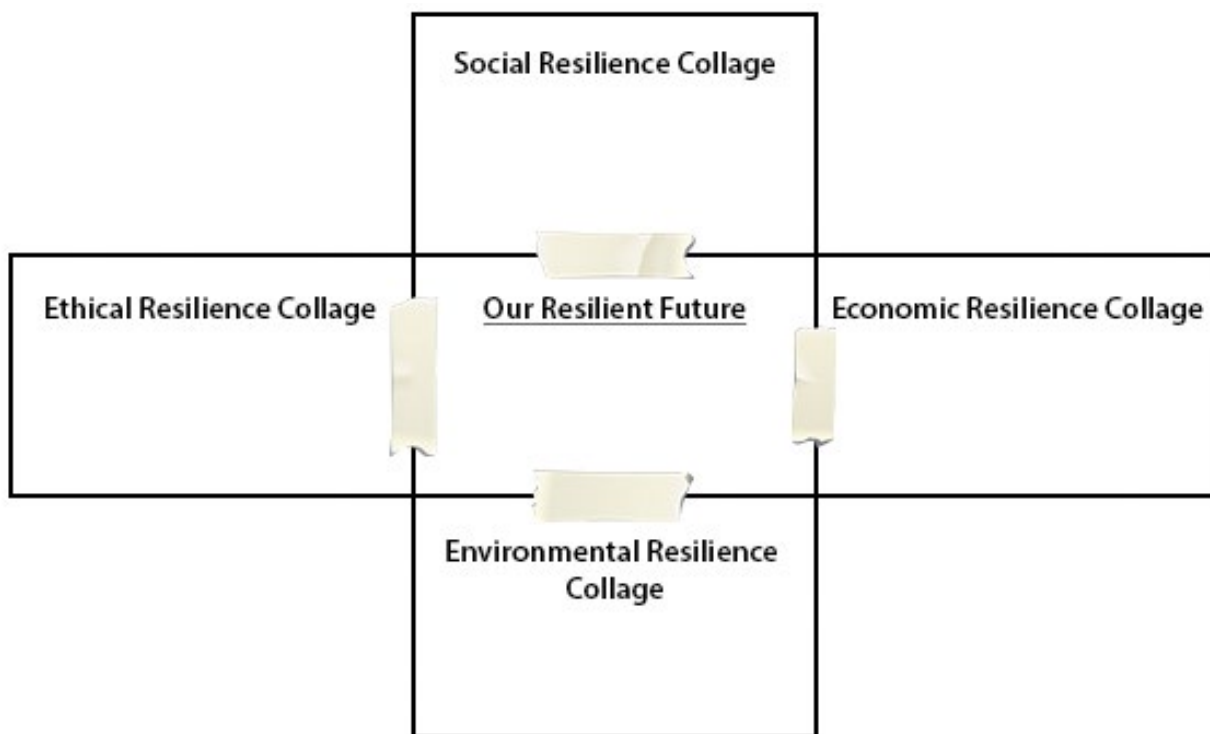 Social Resilience Collage
Ethical Resilience Collage
Our Resilient Future
Economic Resilience Collage
Environmental Resilience
Collage